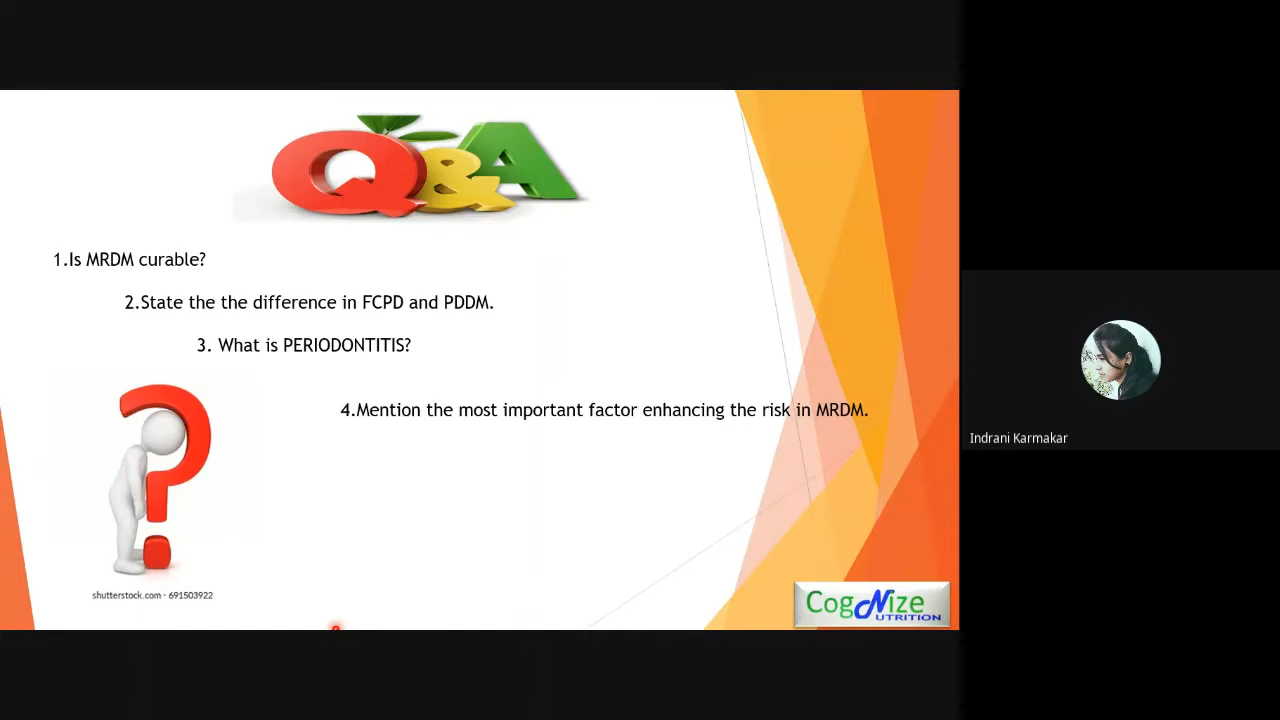 Q&A
1.Is MRDM curable?
2.State the the difference in FCPD and PDDM.
3. What is PERIODONTITIS?
4.Mention the most important factor enhancing the risk in MRDM.
shutterstock.com · 691503922
CogNize
UTRITION
Indrani Karmakar